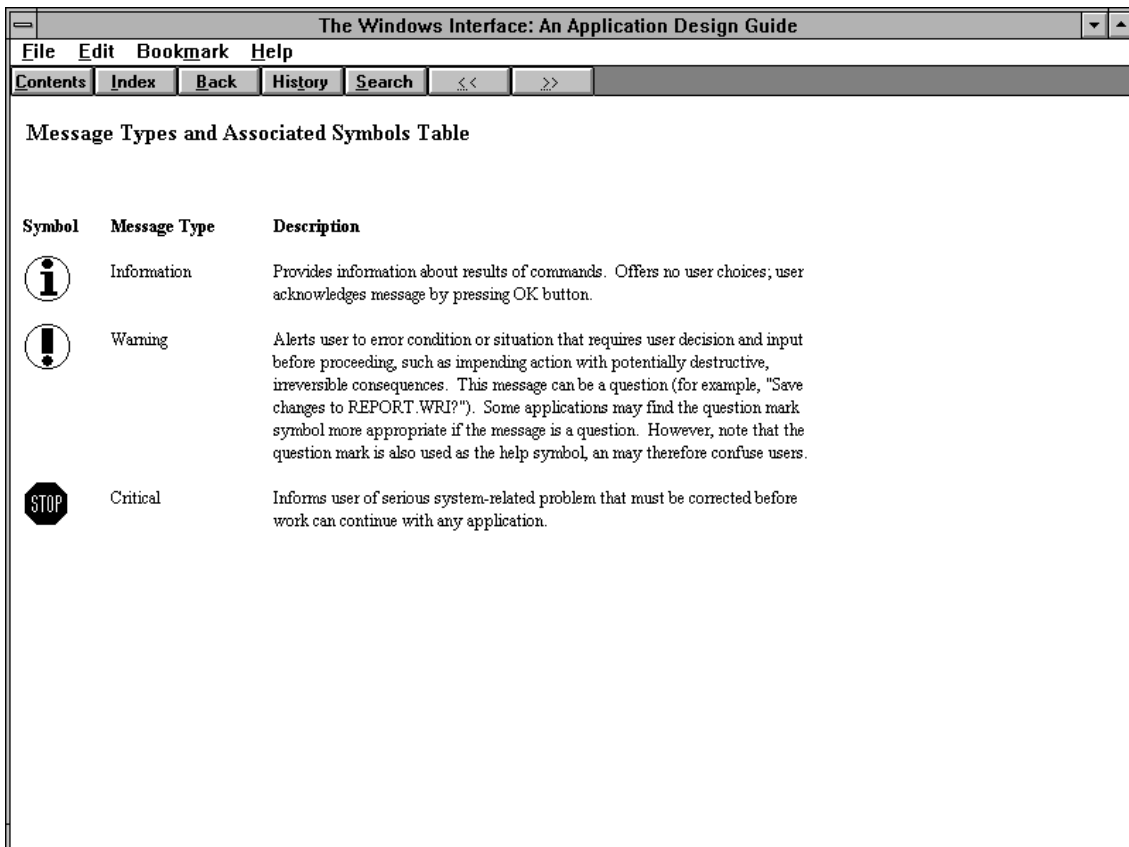 The Windows Interface: An Application Design Guide
File Edit Bookmark Help
Contents Index Back History Search << >>
Message Types and Associated Symbols Table
Symbol Message Type Description
Information Provides information about results of commands. Offers no user choices; user
acknowledges message by pressing OK button.
Warning Alerts user to error condition or situation that requires user decision and input
before proceeding, such as impending action with potentially destructive,
irreversible consequences. This message can be a question (for example, "Save
changes to REPORT.WRI?"). Some applications may find the question mark
symbol more appropriate if the message is a question. However, note that the
question mark is also used as the help symbol, an may therefore confuse users.
STOP Critical Informs user of serious system-related problem that must be corrected before
work can continue with any application.